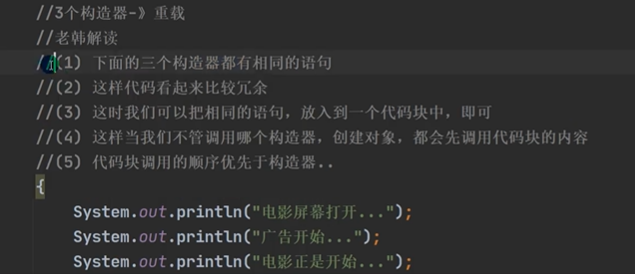 //3个构造器-》重载
//老韩解读
//(1) 下面的三个构造器都有相同的语句
//(2) 这样代码看起来比较冗余
//(3) 这时我们可以把相同的语句，放入到一个代码块中，即可
//(4) 这样当我们不管调用哪个构造器，创建对象，都会先调用代码块的内容
//(5) 代码块调用的顺序优先于构造器..
{
System.out.println("电影屏幕打开...");
System.out.println("广告开始...");
System.out.println("电影正是开始...");